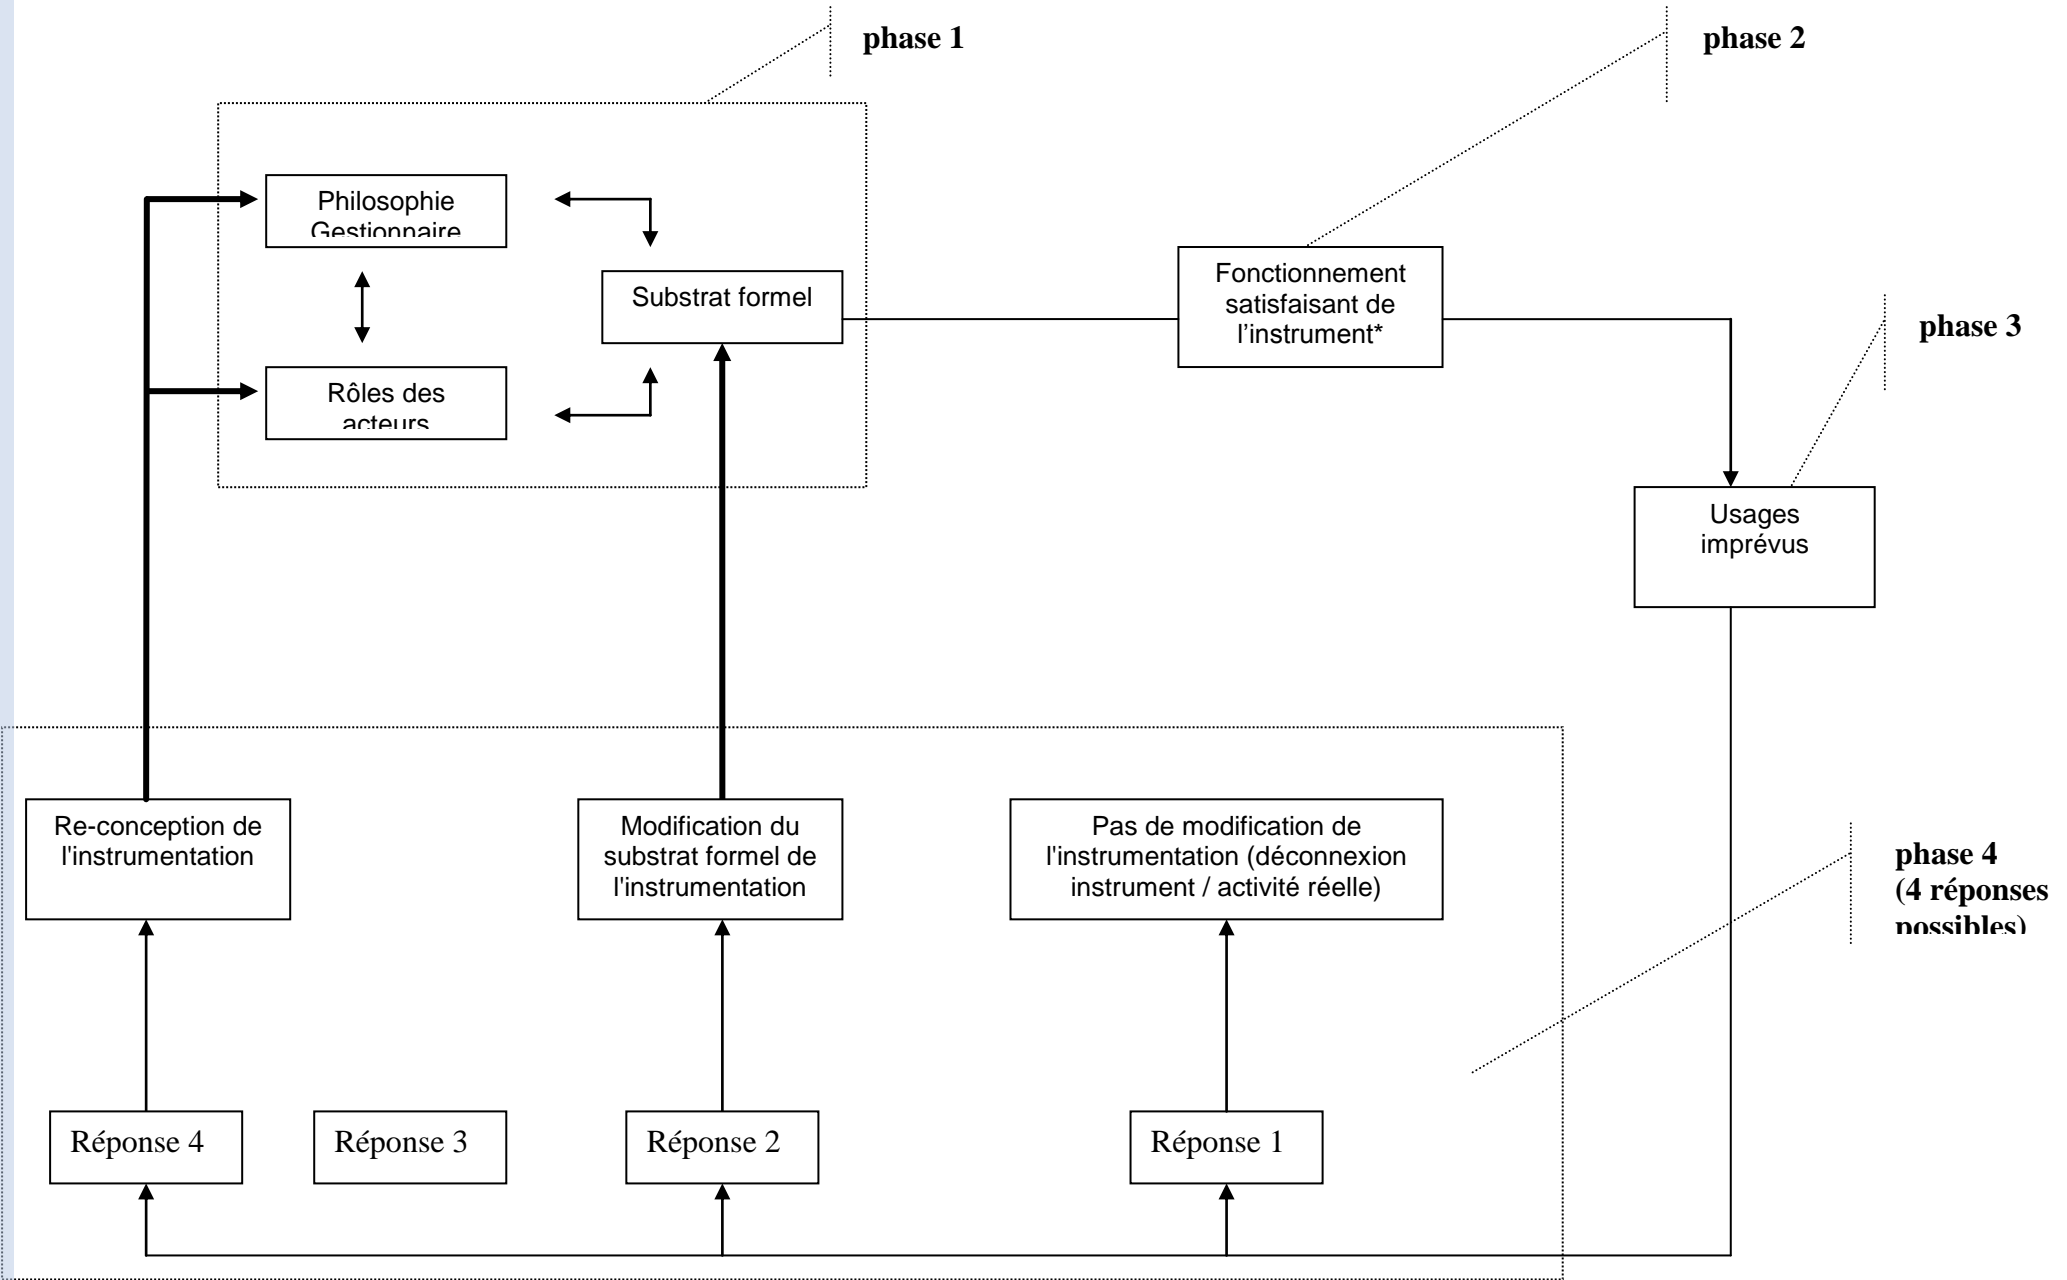 phase 1
phase 2
Philosophie
Gestionnaire
Substrat formel
Rôles des
acteurs
Fonctionnement
satisfaisant de
l’instrument*
phase 3
Usages
imprévus
Re-conception de
l'instrumentation
Modification du
substrat formel de
l'instrumentation
Pas de modification de
l'instrumentation (déconnexion
instrument / activité réelle)
phase 4
(4 réponses
possibles)
Réponse 4
Réponse 3
Réponse 2
Réponse 1